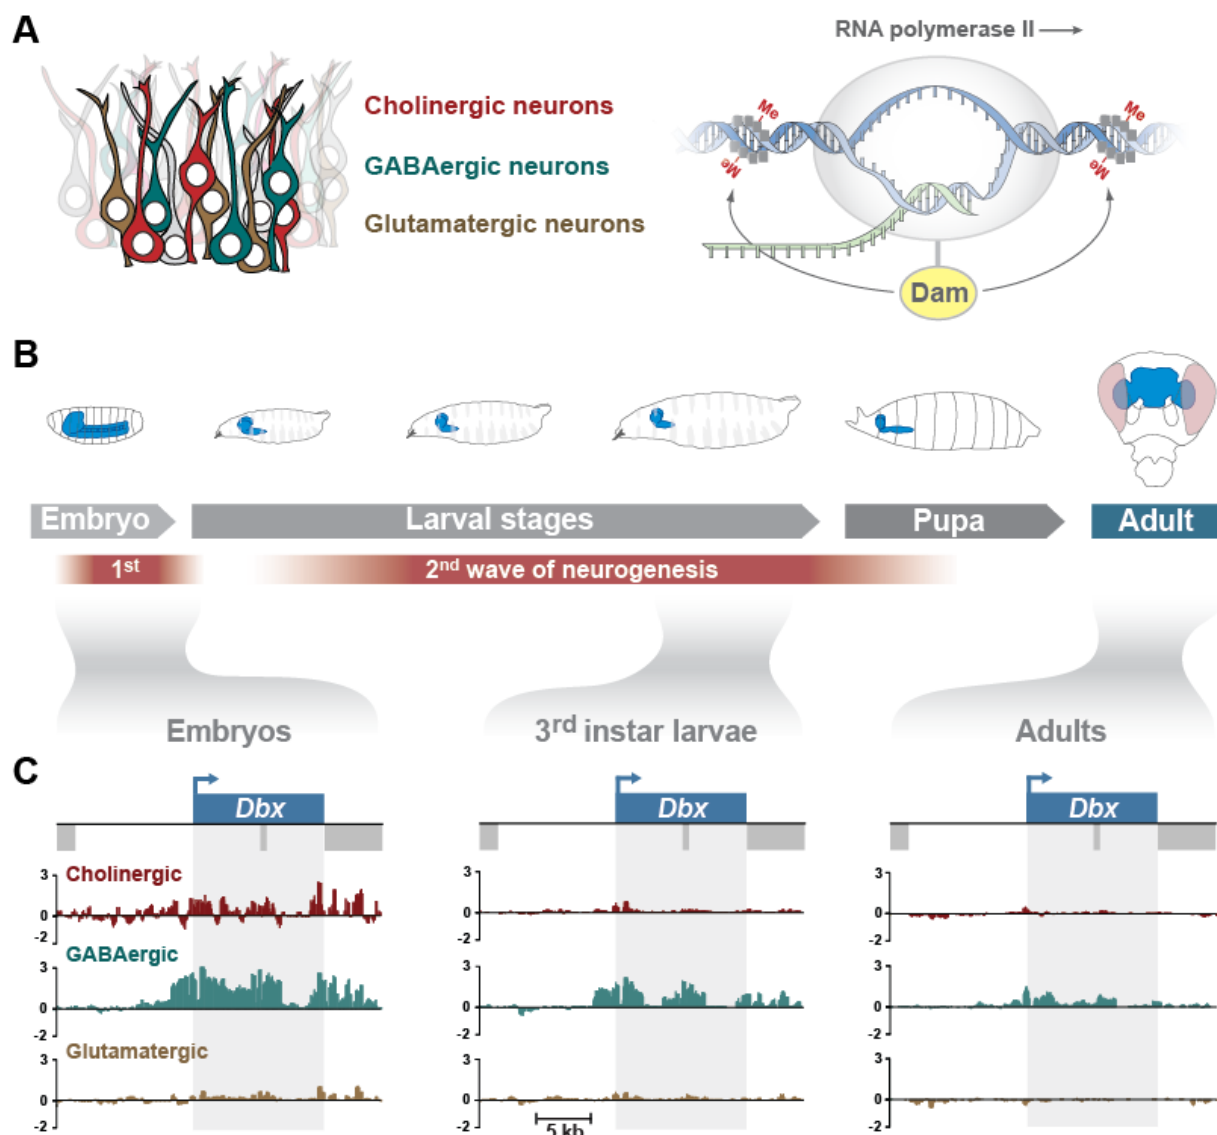 A
RNA polymerase II
Cholinergic neurons
GABAergic neurons
Glutamatergic neurons
Me
Me
Me
Me
Dam
B
Embryo
Larval stages
Pupa
Adult
1st
2nd wave of neurogenesis
Embryos
3rd instar larvae
Adults
C
Dbx
Dbx
Dbx
Cholinergic
3
0
-2
3
0
-2
3
0
-2
GABAergic
3
0
-2
3
0
-2
3
0
-2
Glutamatergic
3
0
-2
3
0
-2
3
0
-2
5 kb